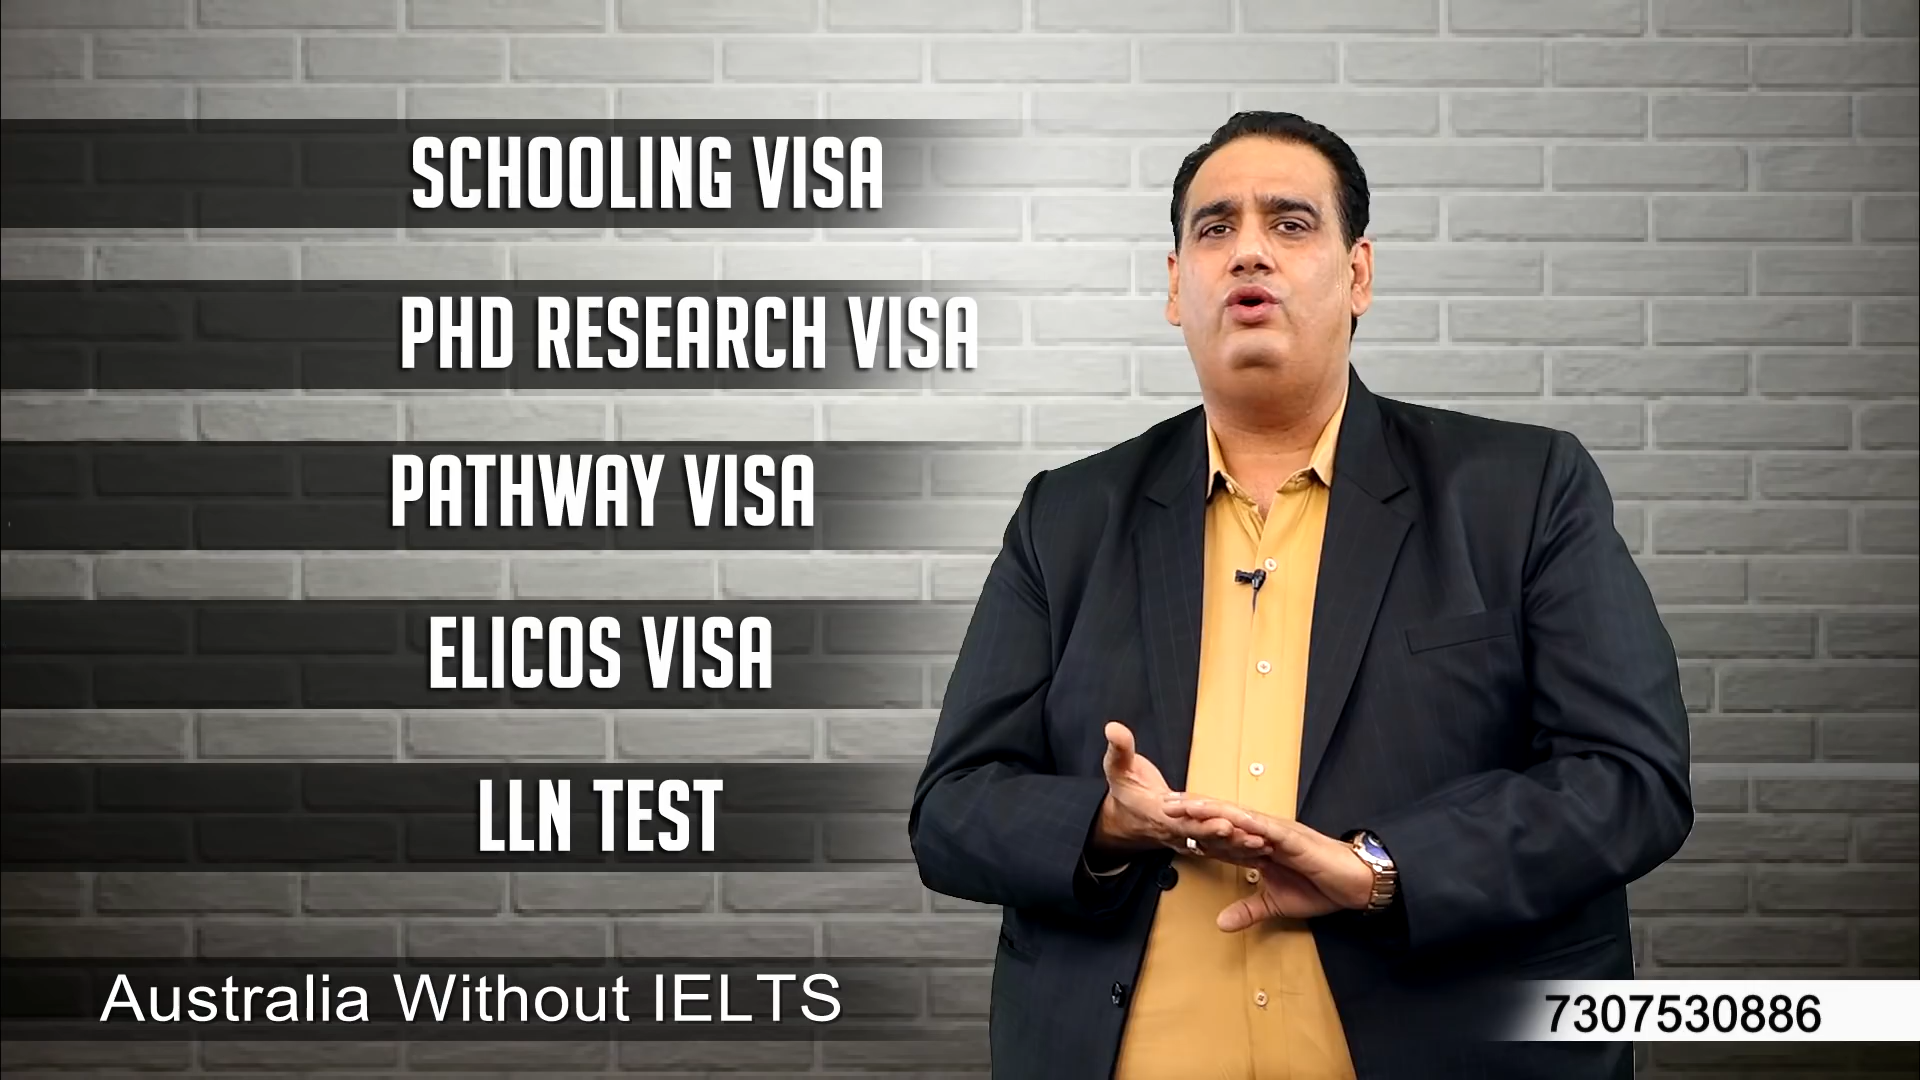 SCHOOLING VISA
PHD RESEARCH VISA
PATHWAY VISA
ELICOS VISA
LLN TEST
Australia Without IELTS
7307530886